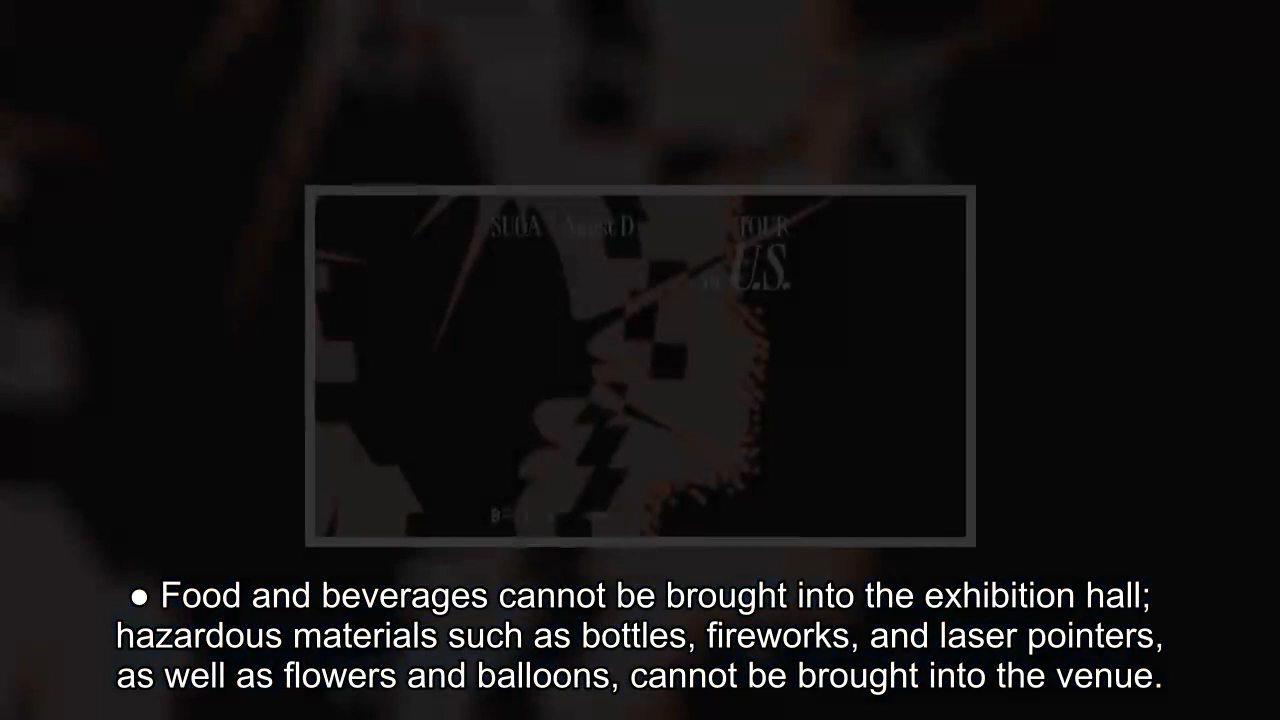 SUGA Agust D TOUR
U.S.
● Food and beverages cannot be brought into the exhibition hall;
hazardous materials such as bottles, fireworks, and laser pointers,
as well as flowers and balloons, cannot be brought into the venue.